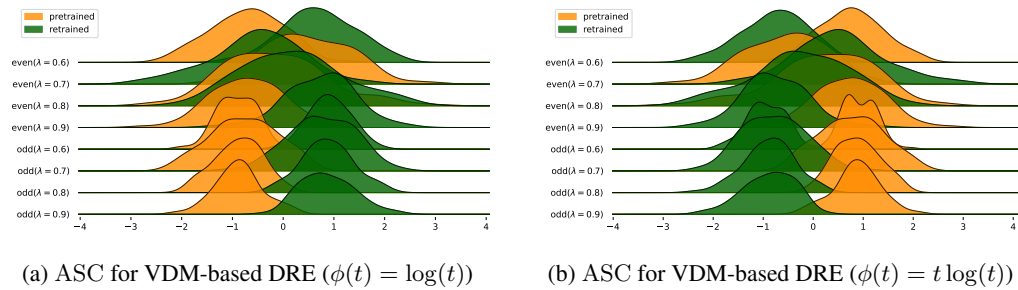 pretrained
retrained
even(λ = 0.6)
even(λ = 0.7)
even(λ = 0.8)
even(λ = 0.9)
odd(λ = 0.6)
odd(λ = 0.7)
odd(λ = 0.8)
odd(λ = 0.9)
−4 −3 −2 −1 0 1 2 3 4
(a) ASC for VDM-based DRE (ϕ(t) = log(t))
pretrained
retrained
even(λ = 0.6)
even(λ = 0.7)
even(λ = 0.8)
even(λ = 0.9)
odd(λ = 0.6)
odd(λ = 0.7)
odd(λ = 0.8)
odd(λ = 0.9)
−4 −3 −2 −1 0 1 2 3 4
(b) ASC for VDM-based DRE (ϕ(t) = t log(t))